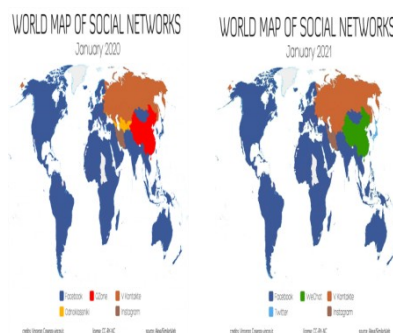 WORLD MAP OF SOCIAL NETWORKS
January 2020
Facebook QZone V Kontakte
Odnoklassniki Instagram
WORLD MAP OF SOCIAL NETWORKS
January 2021
Facebook WeChat V Kontakte
Twitter Instagram